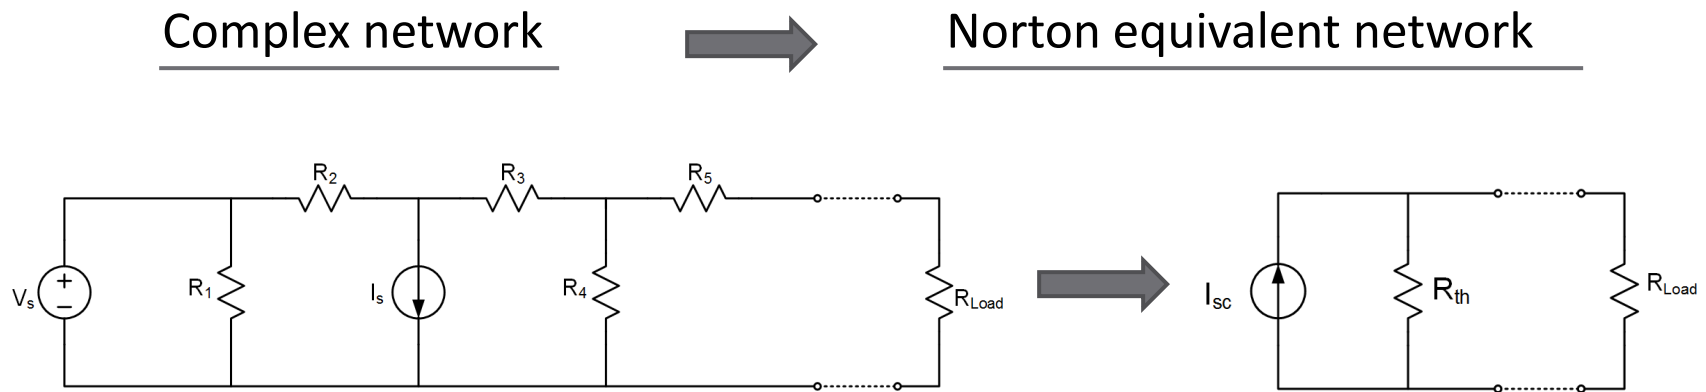 Complex network
Norton equivalent network
R2
R3
R5
Vs
+
−
R1
Is
R4
RLoad
Isc
Rth
RLoad